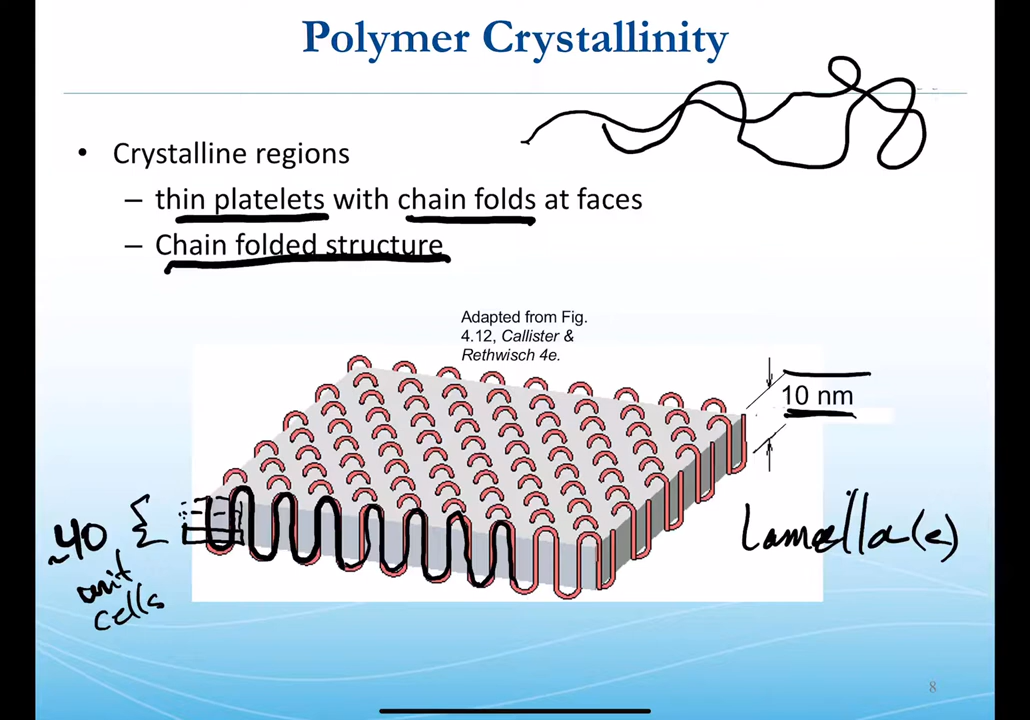 Polymer Crystallinity
• Crystalline regions
– thin platelets with chain folds at faces
– Chain folded structure
Adapted from Fig.
4.12, Callister &
Rethwisch 4e.
10 nm
~40
unit
cells
Lamella(e)
8